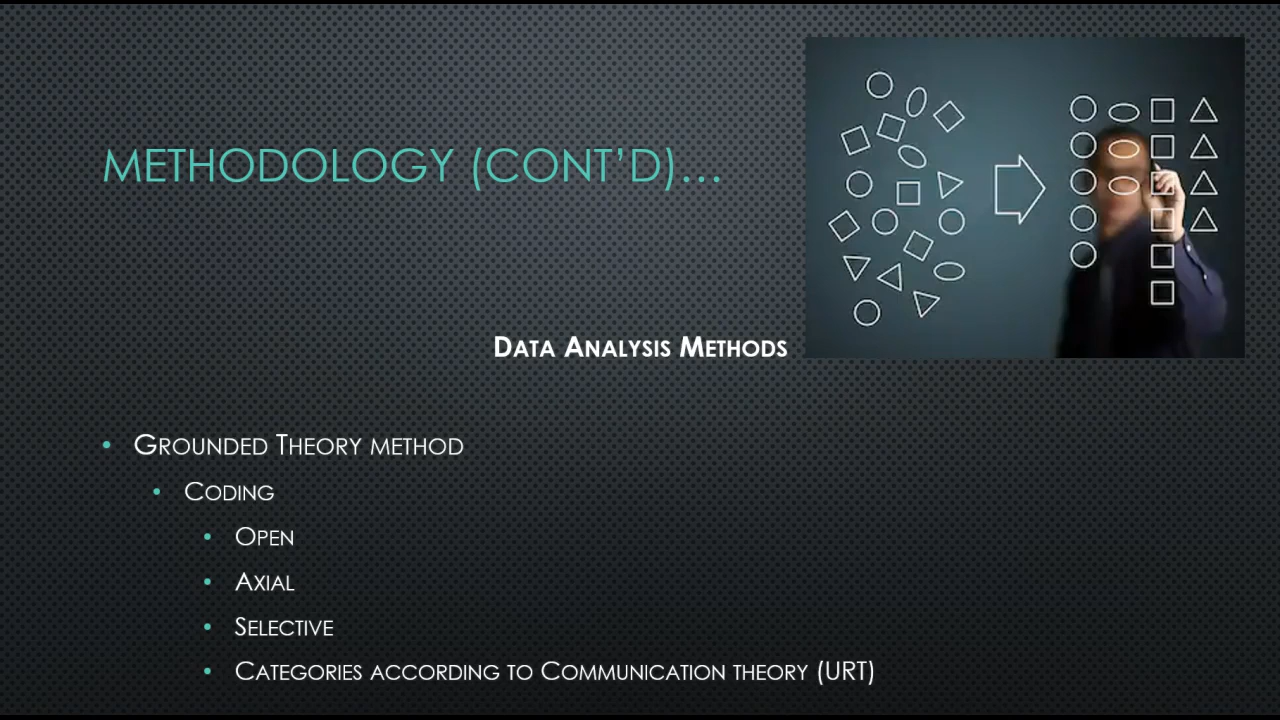 METHODOLOGY (CONT'D)...
DATA ANALYSIS METHODS
• GROUNDED THEORY METHOD
• CODING
• OPEN
• AXIAL
• SELECTIVE
• CATEGORIES ACCORDING TO COMMUNICATION THEORY (URT)